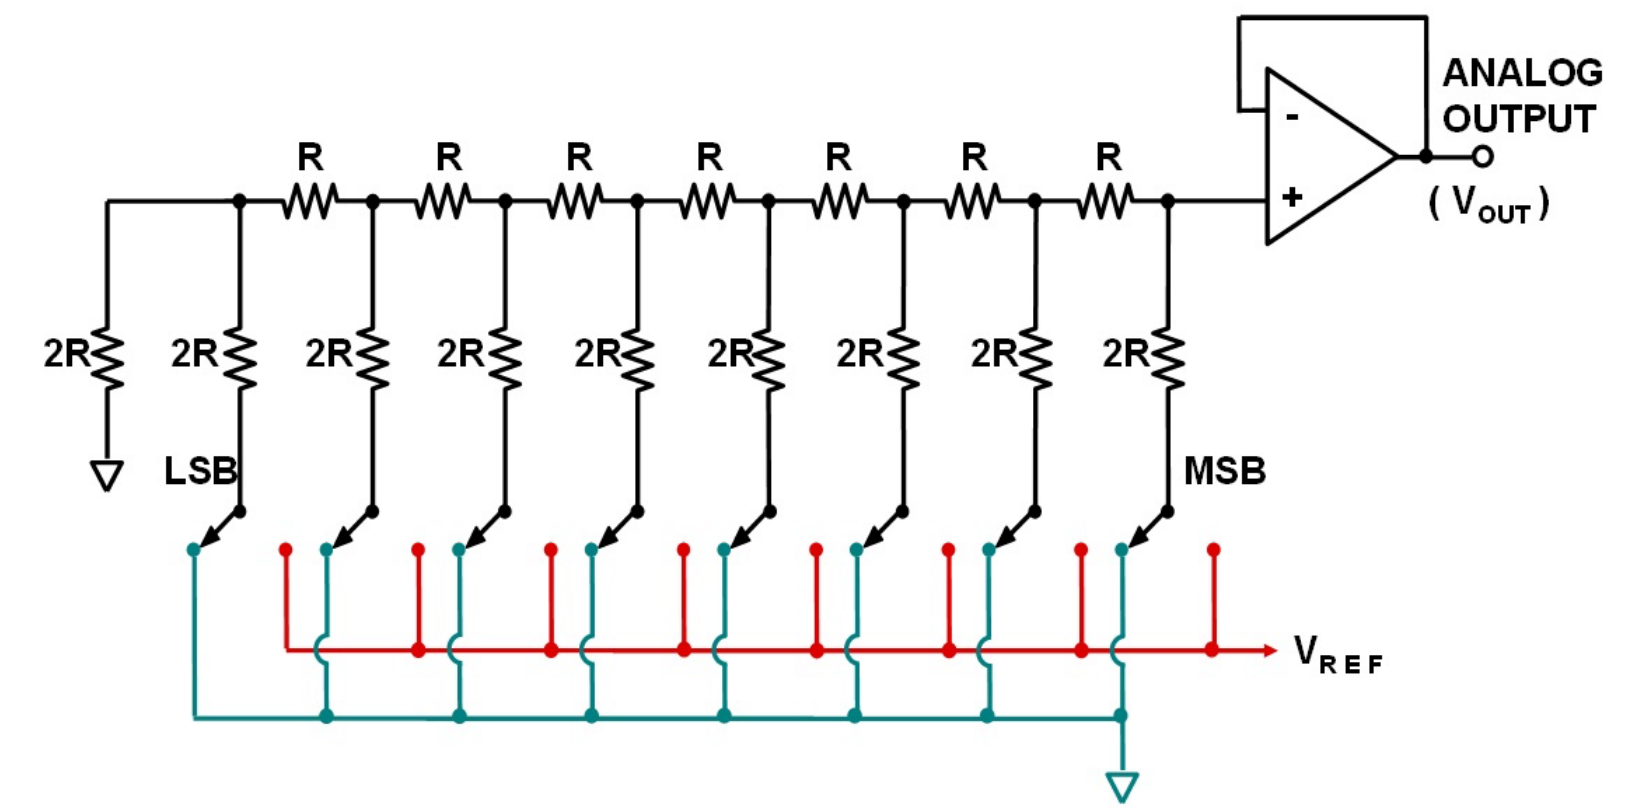 ANALOG
OUTPUT
R R R R R R R
- 
+
( VOUT )
2R 2R 2R 2R 2R 2R 2R 2R 2R
LSB MSB
VREF